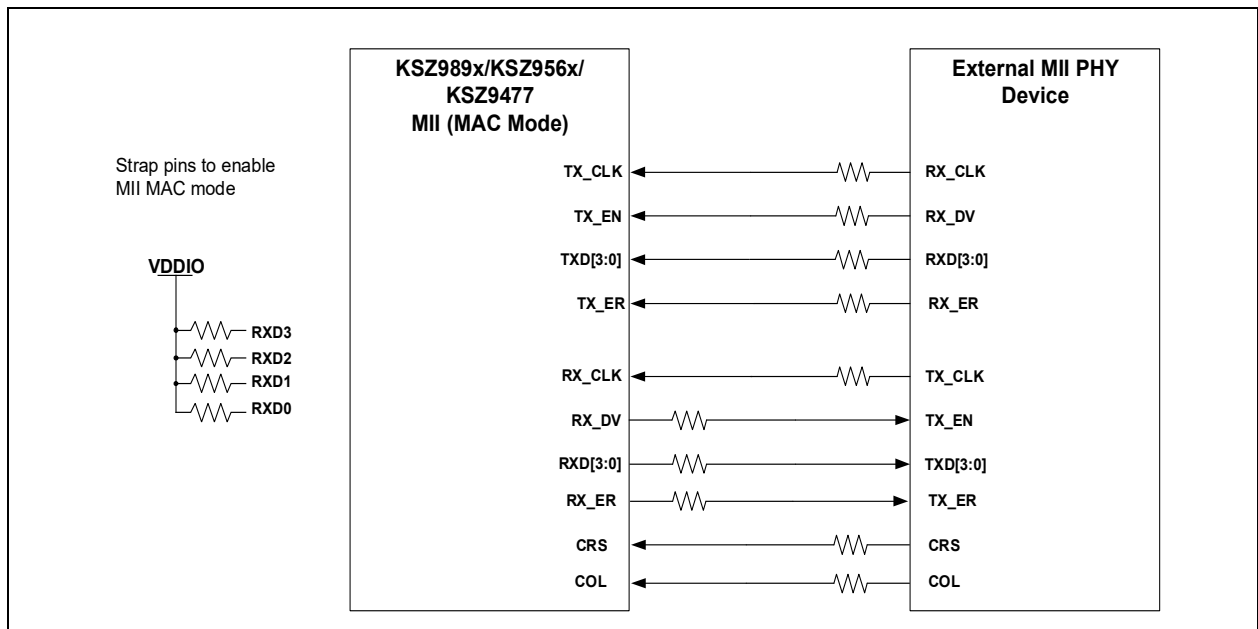 KSZ989x/KSZ956x/
KSZ9477
MII (MAC Mode)
External MII PHY
Device
Strap pins to enable
MII MAC mode
VDDIO
RXD3
RXD2
RXD1
RXD0
TX_CLK
RX_CLK
TX_EN
RX_DV
TXD[3:0]
RXD[3:0]
TX_ER
RX_ER
RX_CLK
TX_CLK
RX_DV
TX_EN
RXD[3:0]
TXD[3:0]
RX_ER
TX_ER
CRS
CRS
COL
COL